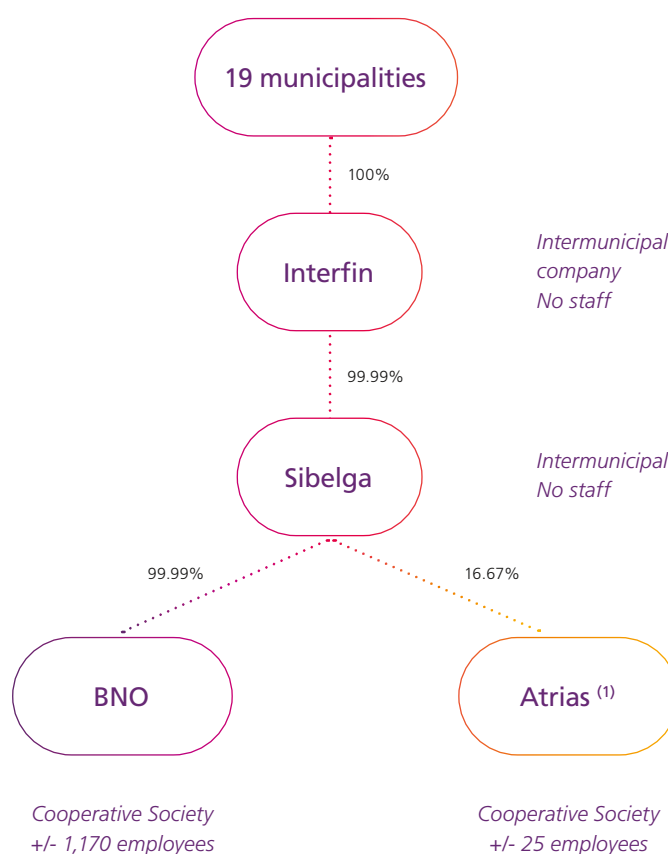 19 municipalities
100%
Interfin
Intermunicipal
company
No staff
99.99%
Sibelga
Intermunicipal
No staff
99.99%
16.67%
BNO
Atrias (1)
Cooperative Society
+/- 1,170 employees
Cooperative Society
+/- 25 employees